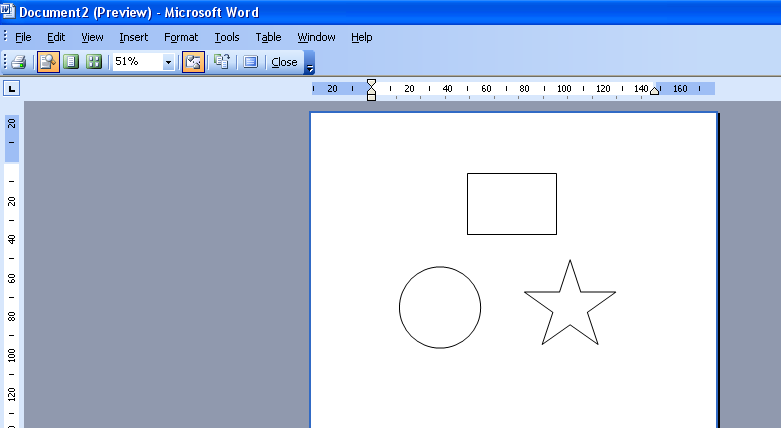 Document2 (Preview) - Microsoft Word
File Edit View Insert Format Tools Table Window Help
51% Close
20 20 40 60 80 100 120 140 160
20
20
40
60
80
100
120